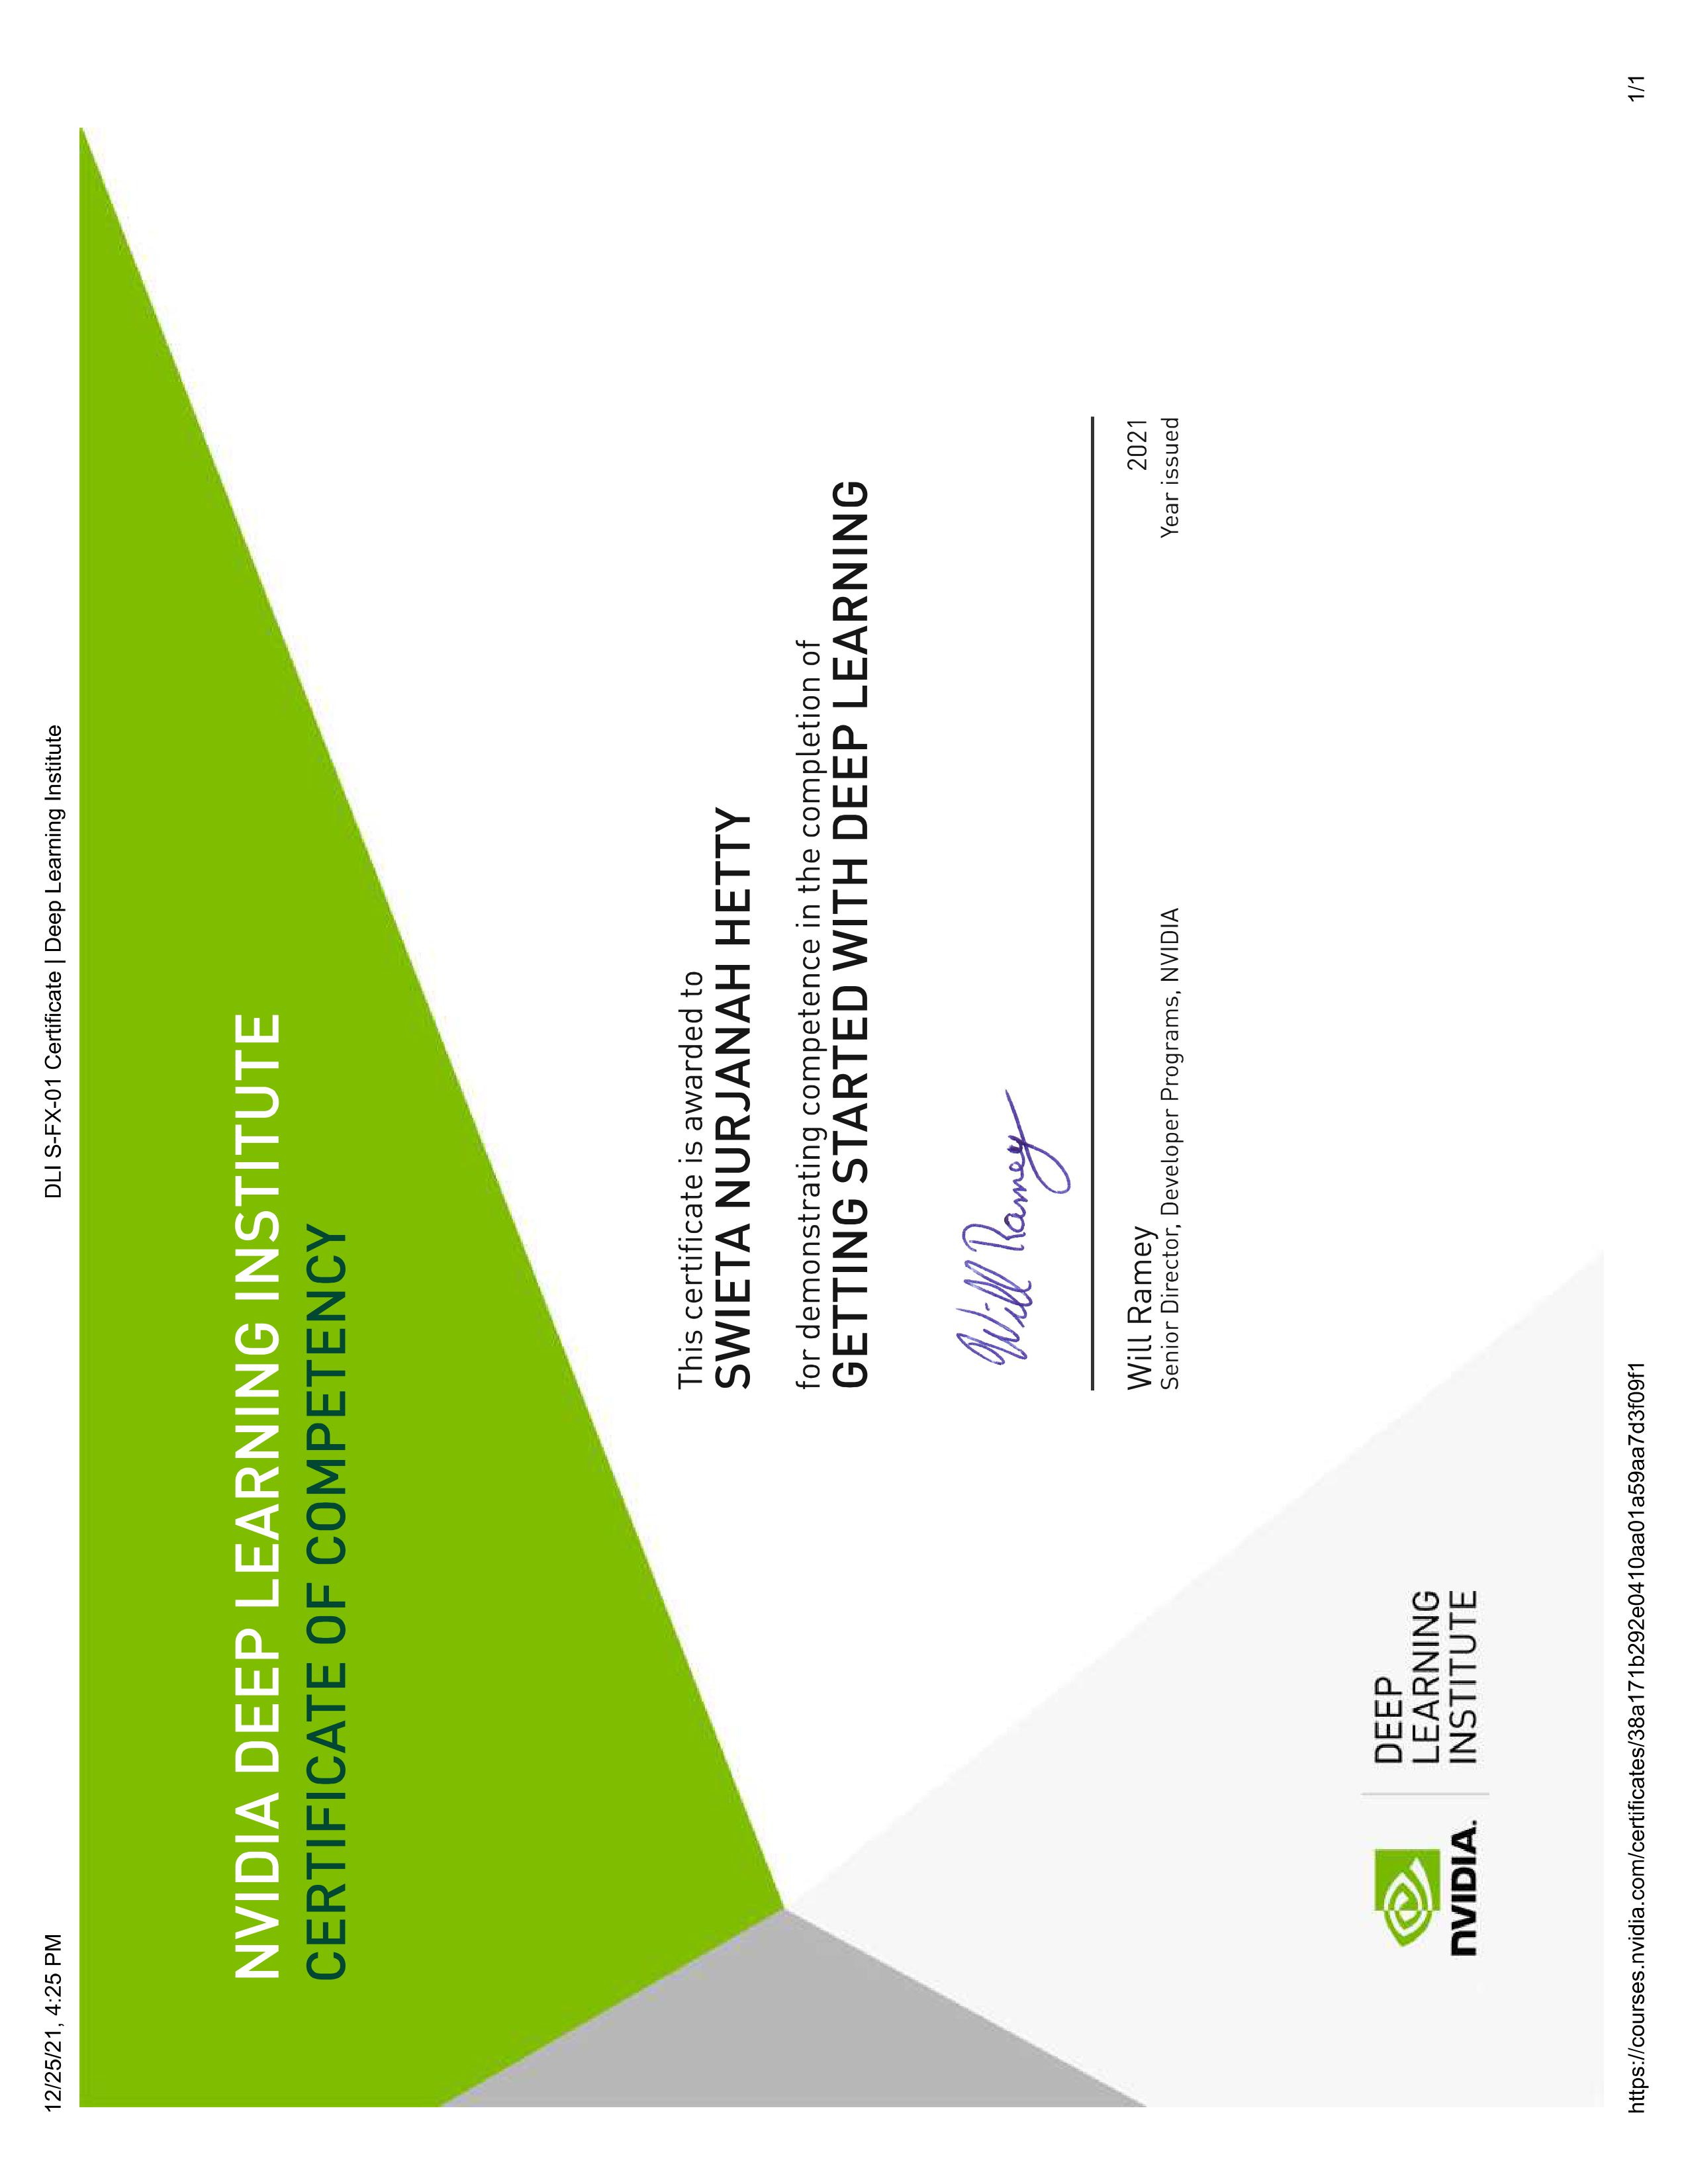 12/25/21, 4:25 PM
DLI S-FX-01 Certificate | Deep Learning Institute
NVIDIA DEEP LEARNING INSTITUTE
CERTIFICATE OF COMPETENCY
This certificate is awarded to
SWIETA NURJANAH HETTY
for demonstrating competence in the completion of
GETTING STARTED WITH DEEP LEARNING
Will Ramey
Will Ramey
2021
Senior Director, Developer Programs, NVIDIA
Year issued
DEEP
LEARNING
INSTITUTE
NVIDIA.
https://courses.nvidia.com/certificates/38a171b292e0410aa01a59aa7d3f09f1
1/1